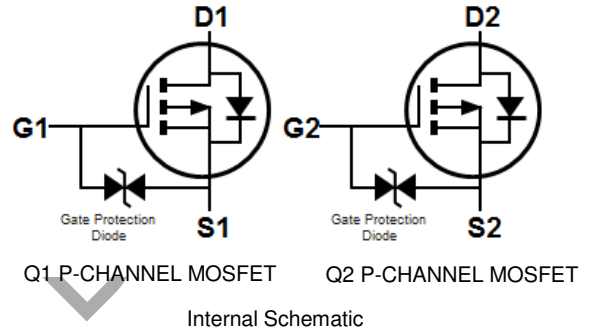 D1 D2
G1 G2
Gate Protection Diode Gate Protection Diode
S1 S2
Q1 P-CHANNEL MOSFET Q2 P-CHANNEL MOSFET
Internal Schematic